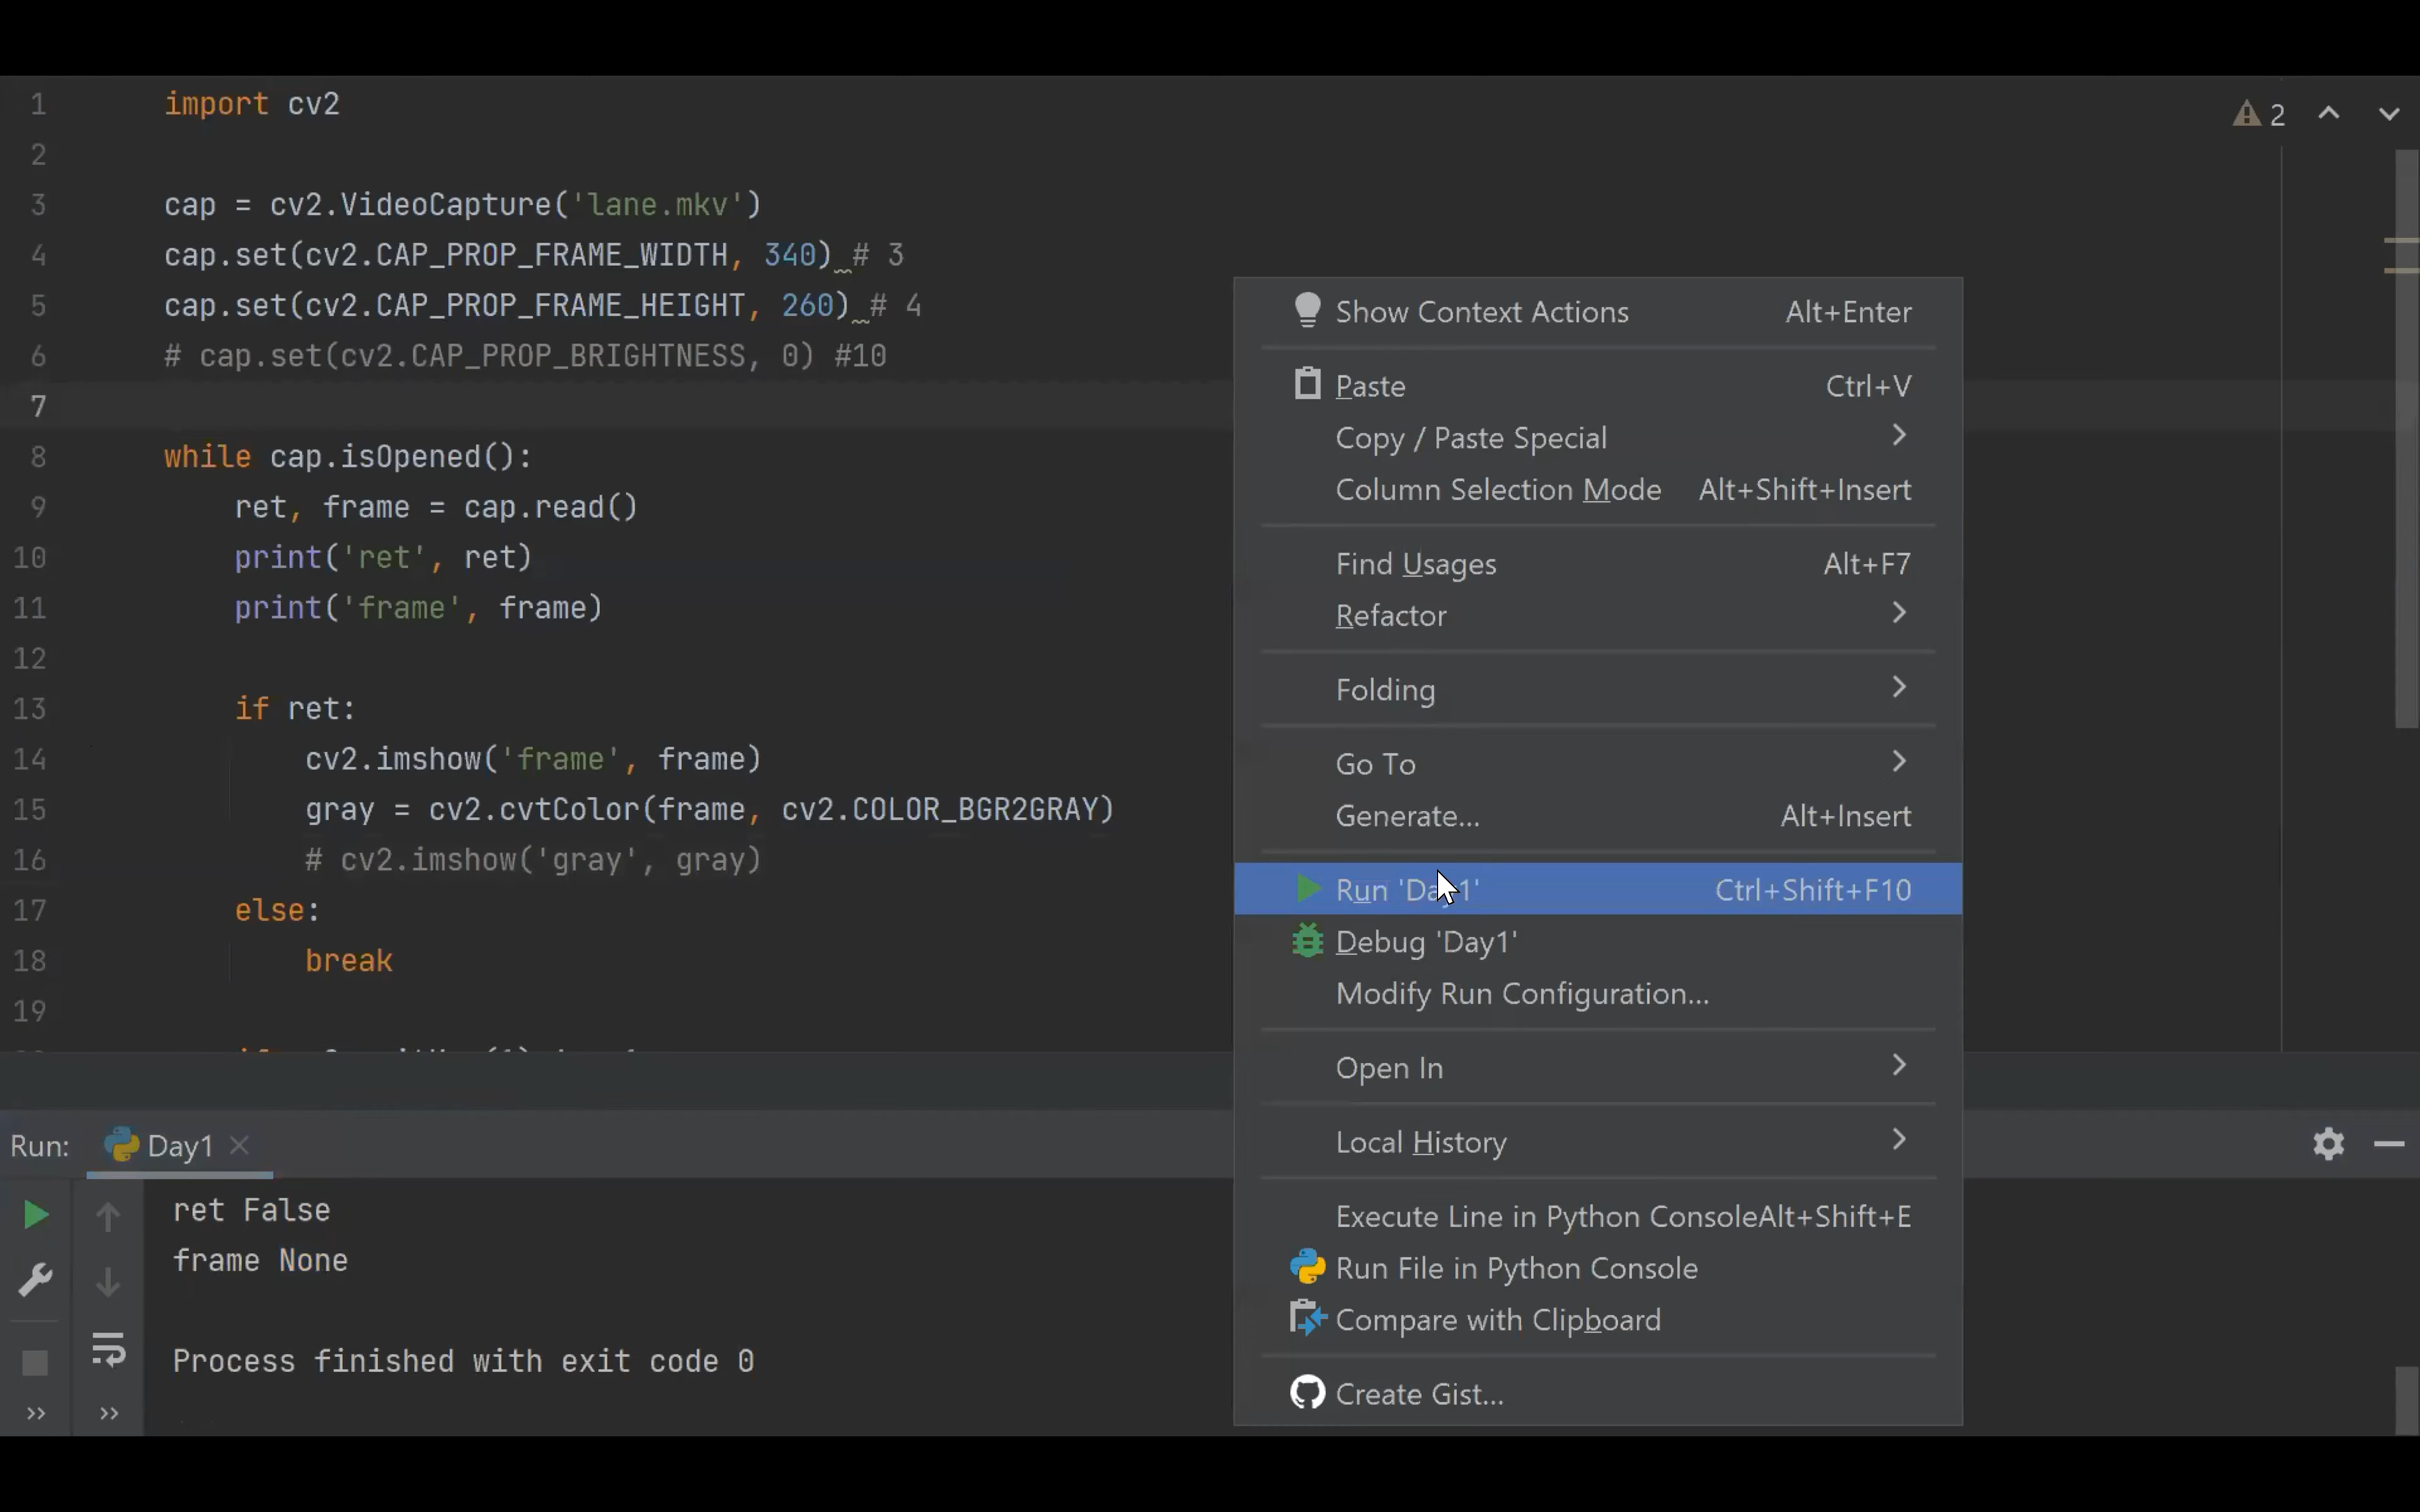 1 import cv2
2
3 cap = cv2.VideoCapture('lane.mkv')
4 cap.set(cv2.CAP_PROP_FRAME_WIDTH, 340) # 3
5 cap.set(cv2.CAP_PROP_FRAME_HEIGHT, 260) # 4
6 # cap.set(cv2.CAP_PROP_BRIGHTNESS, 0) #10
7
8 while cap.isOpened():
9 ret, frame = cap.read()
10 print('ret', ret)
11 print('frame', frame)
12
13 if ret:
14 cv2.imshow('frame', frame)
15 gray = cv2.cvtColor(frame, cv2.COLOR_BGR2GRAY)
16 # cv2.imshow('gray', gray)
17 else:
18 break
19
2
Show Context Actions Alt+Enter
Paste Ctrl+V
Copy / Paste Special
Column Selection Mode Alt+Shift+Insert
Find Usages Alt+F7
Refactor
Folding
Go To
Generate... Alt+Insert
Run 'Day1' Ctrl+Shift+F10
Debug 'Day1'
Modify Run Configuration...
Open In
Local History
Execute Line in Python Console Alt+Shift+E
Run File in Python Console
Compare with Clipboard
Create Gist...
Run: Day1
ret False
frame None
Process finished with exit code 0